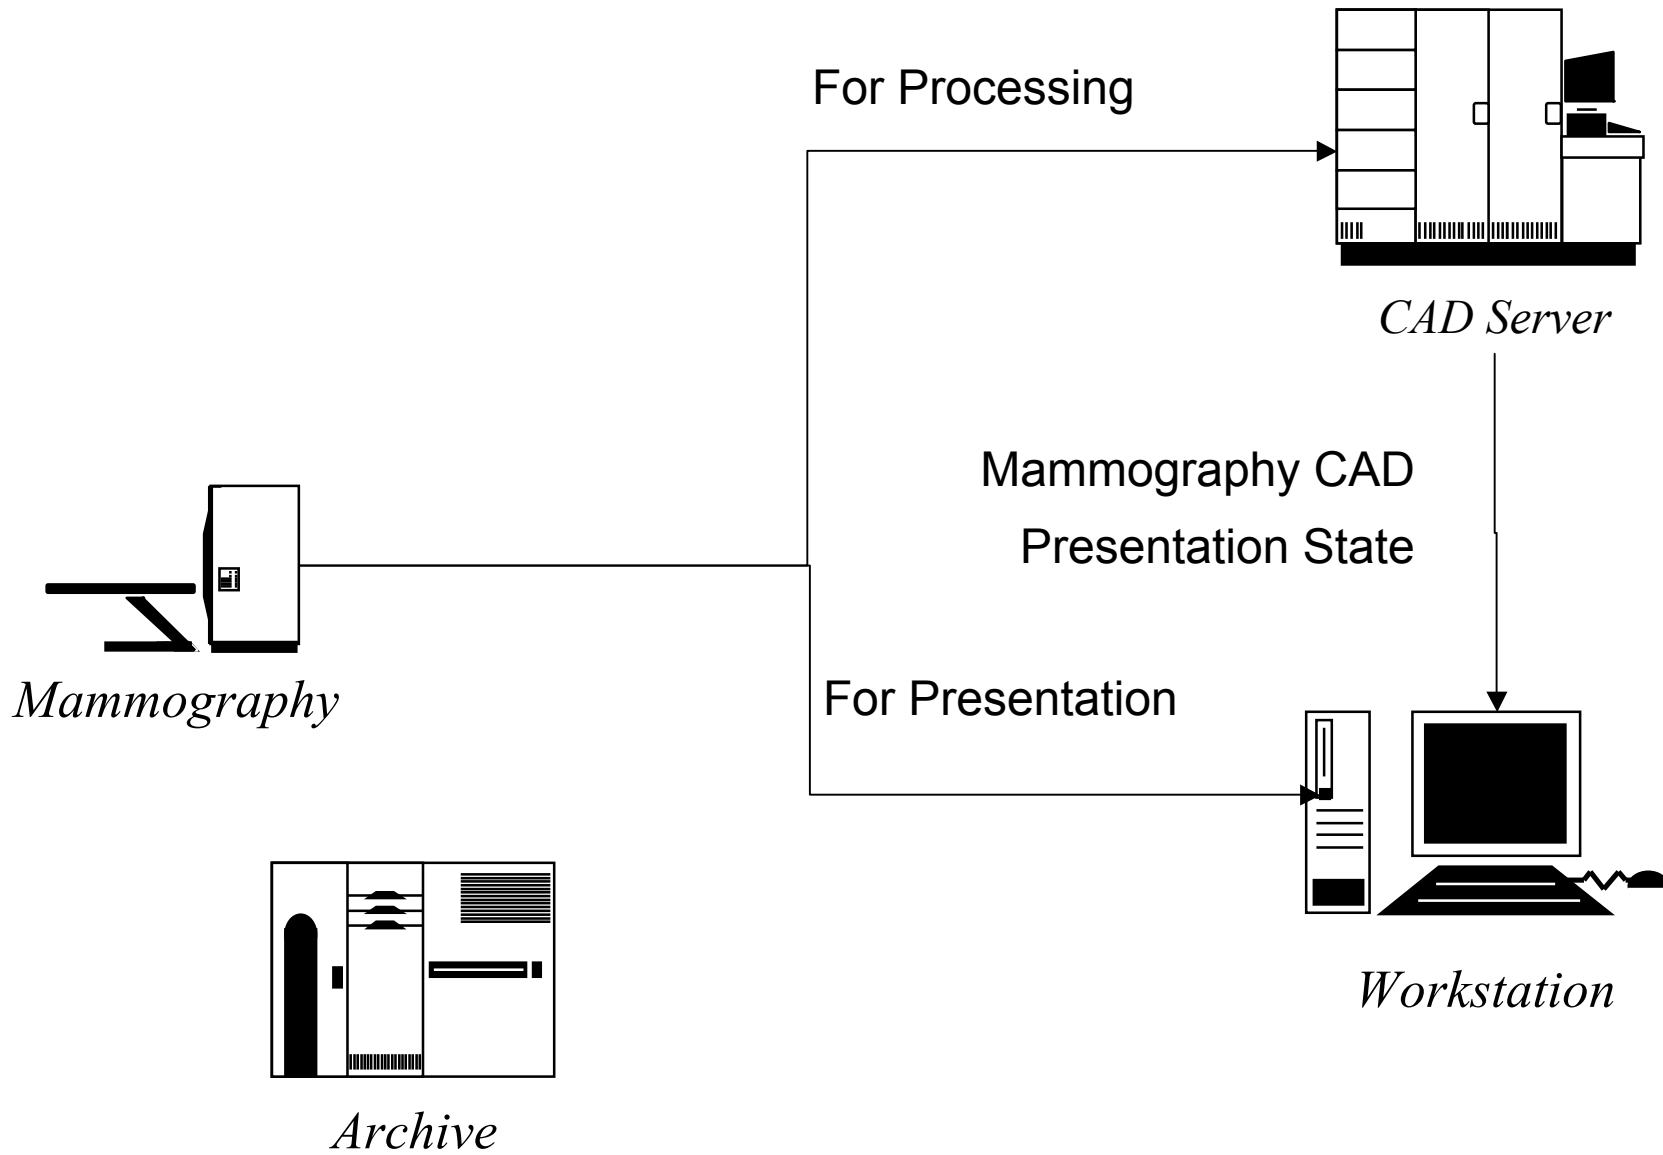 For Processing
CAD Server
Mammography CAD
Presentation State
Mammography
For Presentation
Workstation
Archive